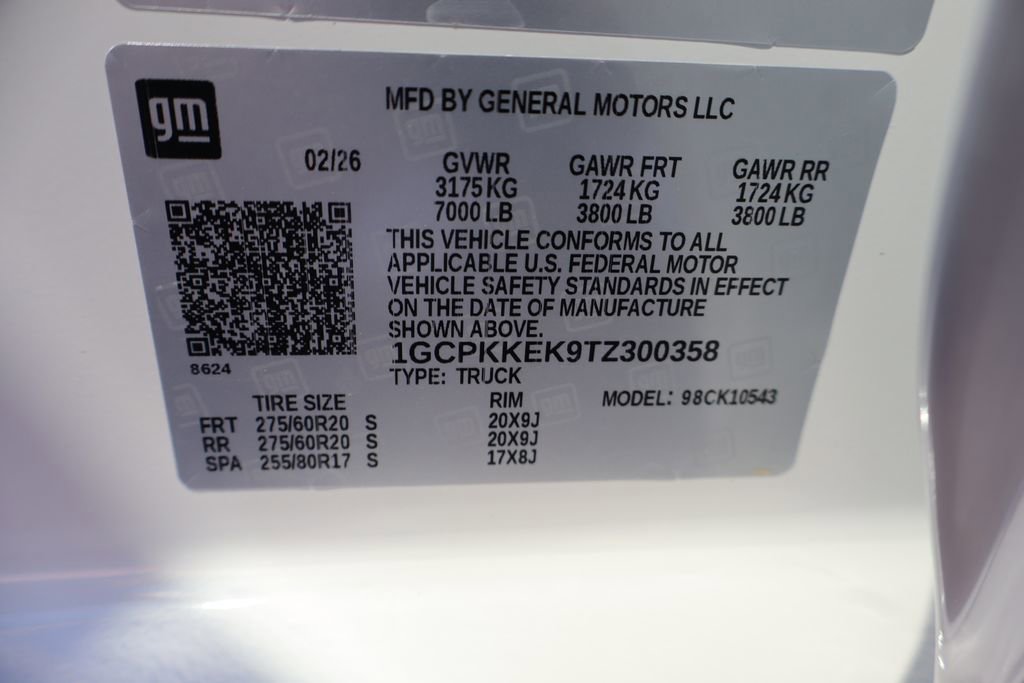 gm
MFD BY GENERAL MOTORS LLC
02/26 GVWR GAWR FRT GAWR RR
3175 KG 1724 KG 1724 KG
7000 LB 3800 LB 3800 LB
THIS VEHICLE CONFORMS TO ALL
APPLICABLE U.S. FEDERAL MOTOR
VEHICLE SAFETY STANDARDS IN EFFECT
ON THE DATE OF MANUFACTURE
SHOWN ABOVE.
1GCPKKEK9TZ300358
8624
TYPE: TRUCK
TIRE SIZE RIM MODEL: 98CK10543
FRT 275/60R20 S 20X9J
RR 275/60R20 S 20X9J
SPA 255/80R17 S 17X8J